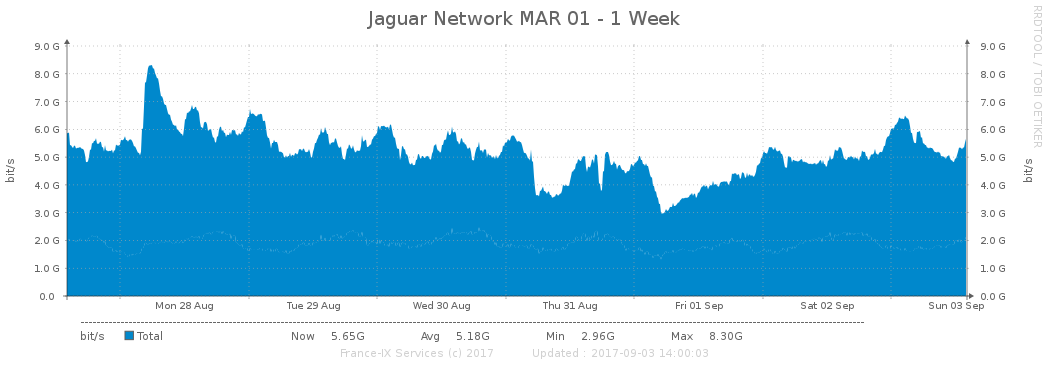 Jaguar Network MAR 01 - 1 Week
RRDTOOL / TOBI OETIKER
bit/s
9.0 G 9.0 G
8.0 G 8.0 G
7.0 G 7.0 G
6.0 G 6.0 G
5.0 G 5.0 G
4.0 G 4.0 G
3.0 G 3.0 G
2.0 G 2.0 G
1.0 G 1.0 G
0.0 0.0 G
bit/s
Mon 28 Aug Tue 29 Aug Wed 30 Aug Thu 31 Aug Fri 01 Sep Sat 02 Sep Sun 03 Sep
bit/s Total Now 5.65G Avg 5.18G Min 2.96G Max 8.30G
France-IX Services (c) 2017 Updated : 2017-09-03 14:00:03